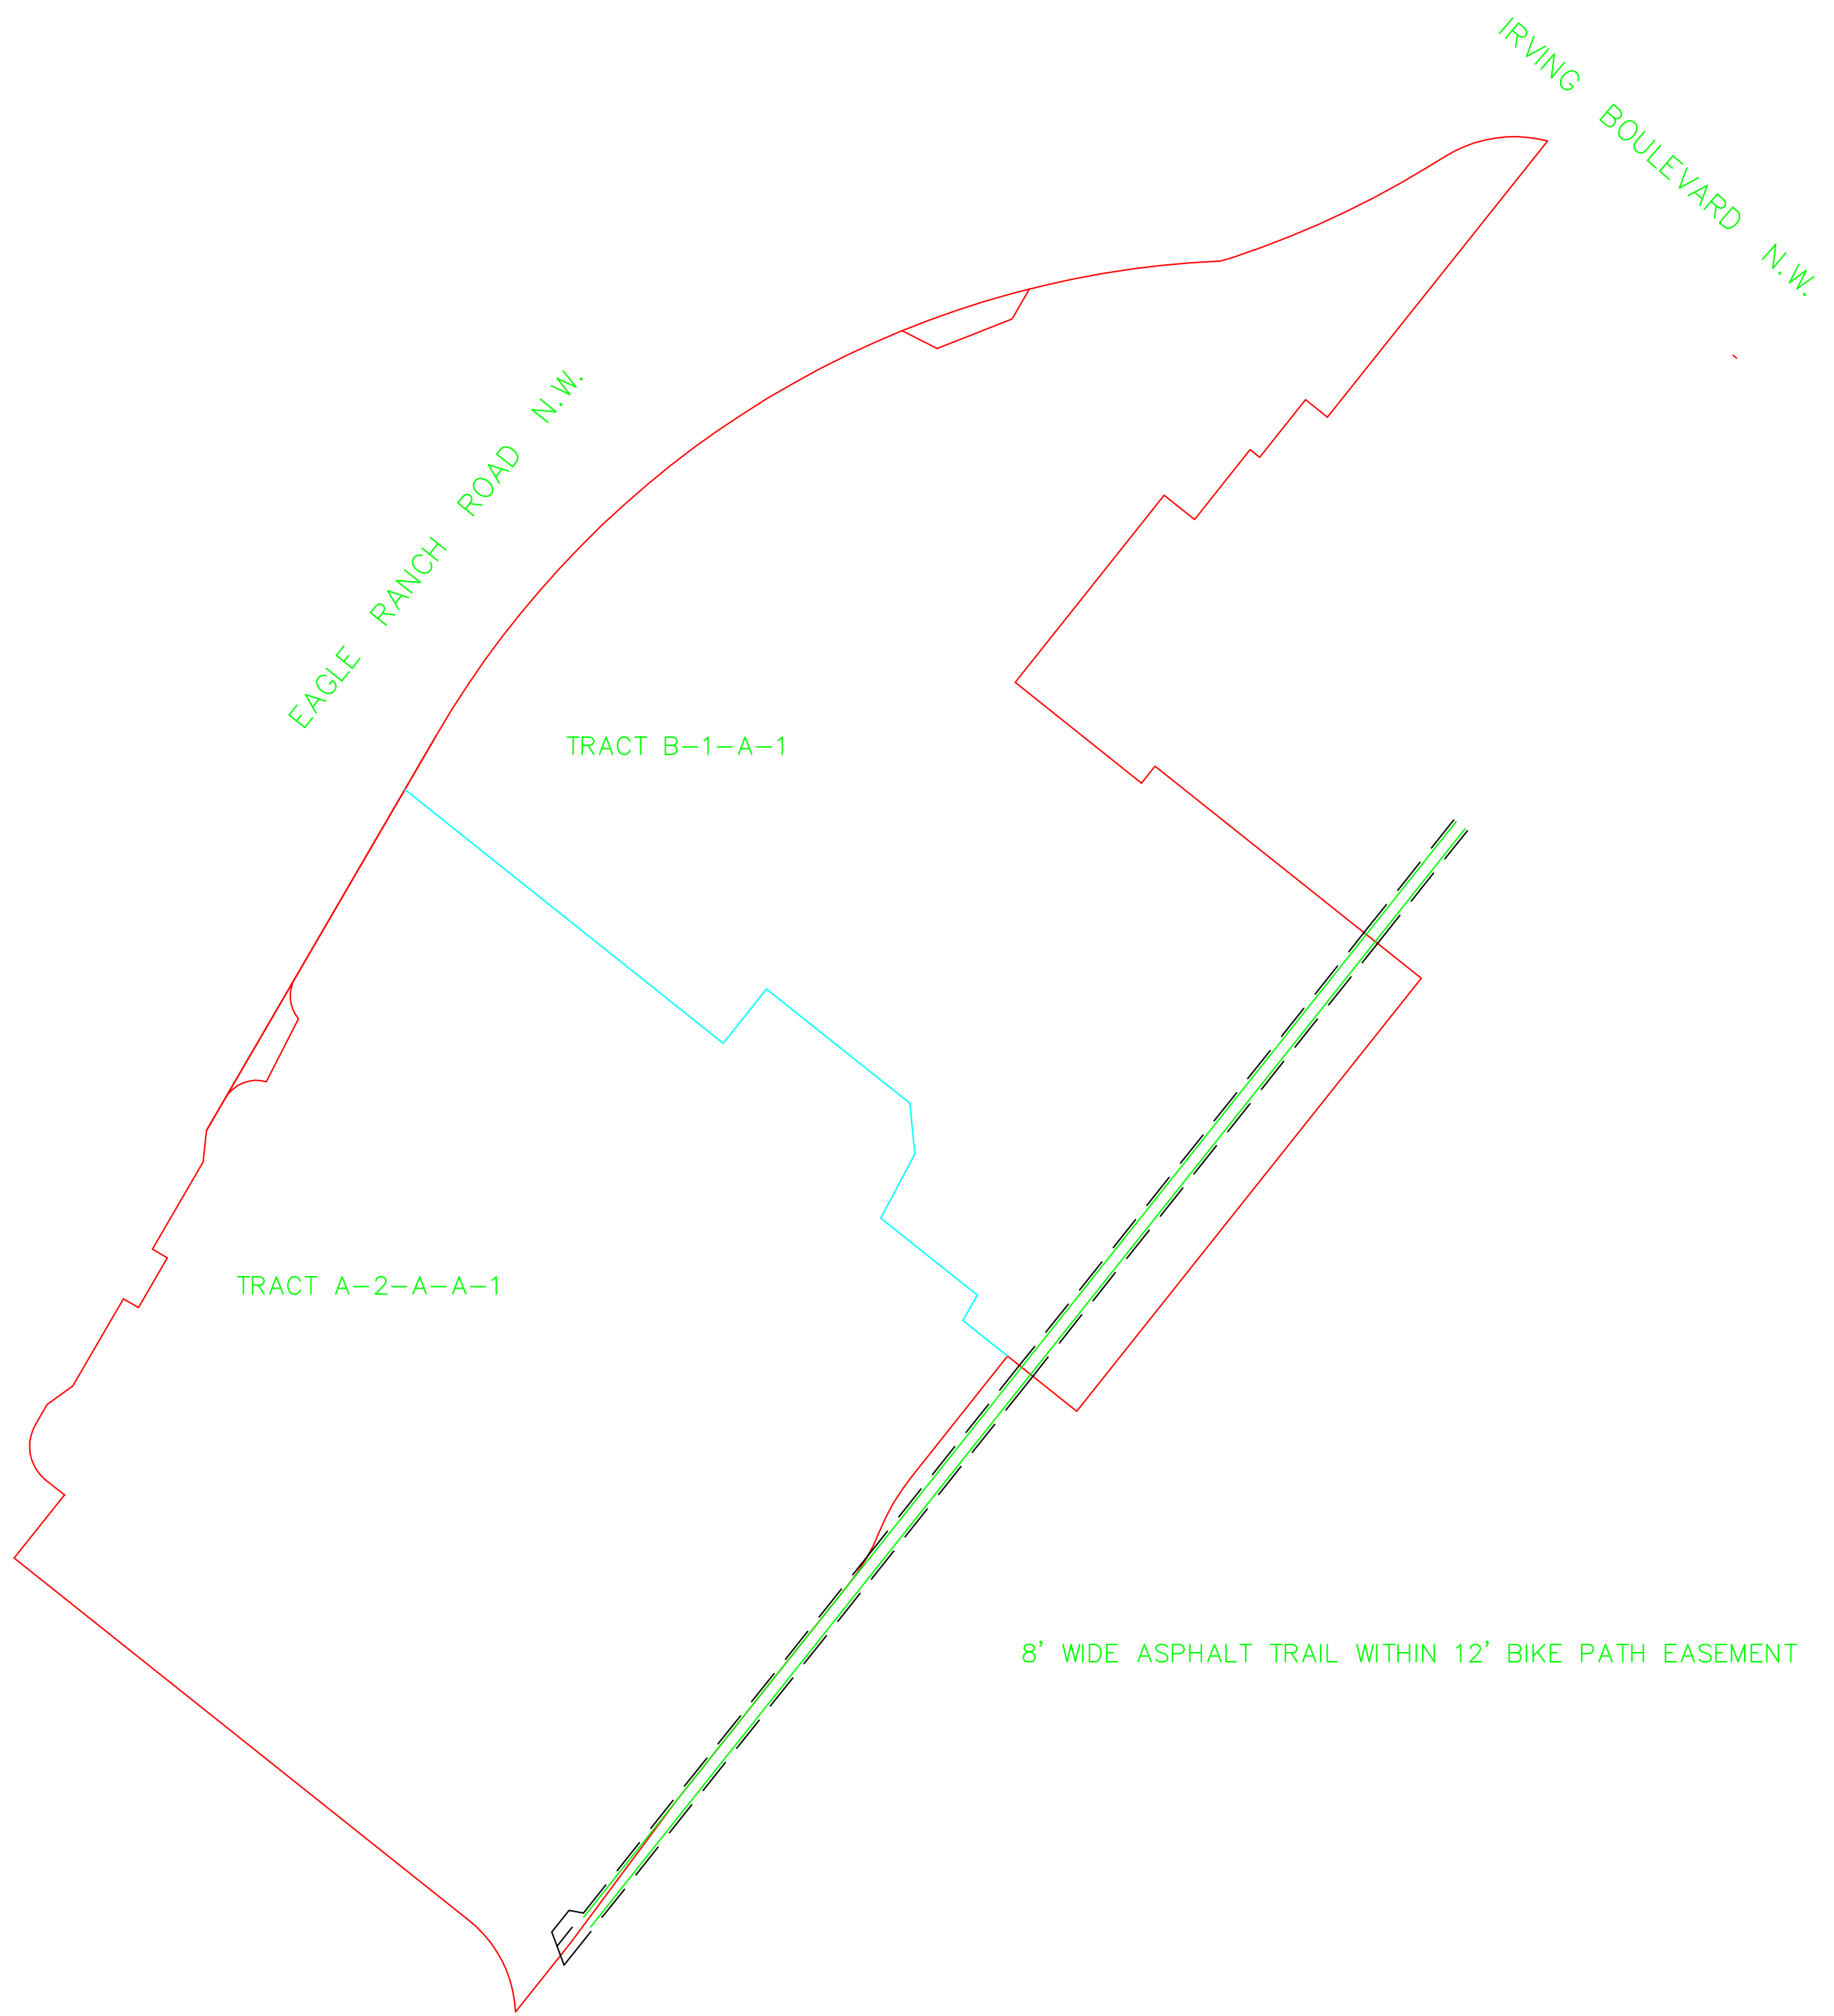 IRVING BOULEVARD N.W.
EAGLE RANCH ROAD N.W.
TRACT B-1-A-1
TRACT A-2-A-A-1
8' WIDE ASPHALT TRAIL WITHIN 12' BIKE PATH EASEMENT